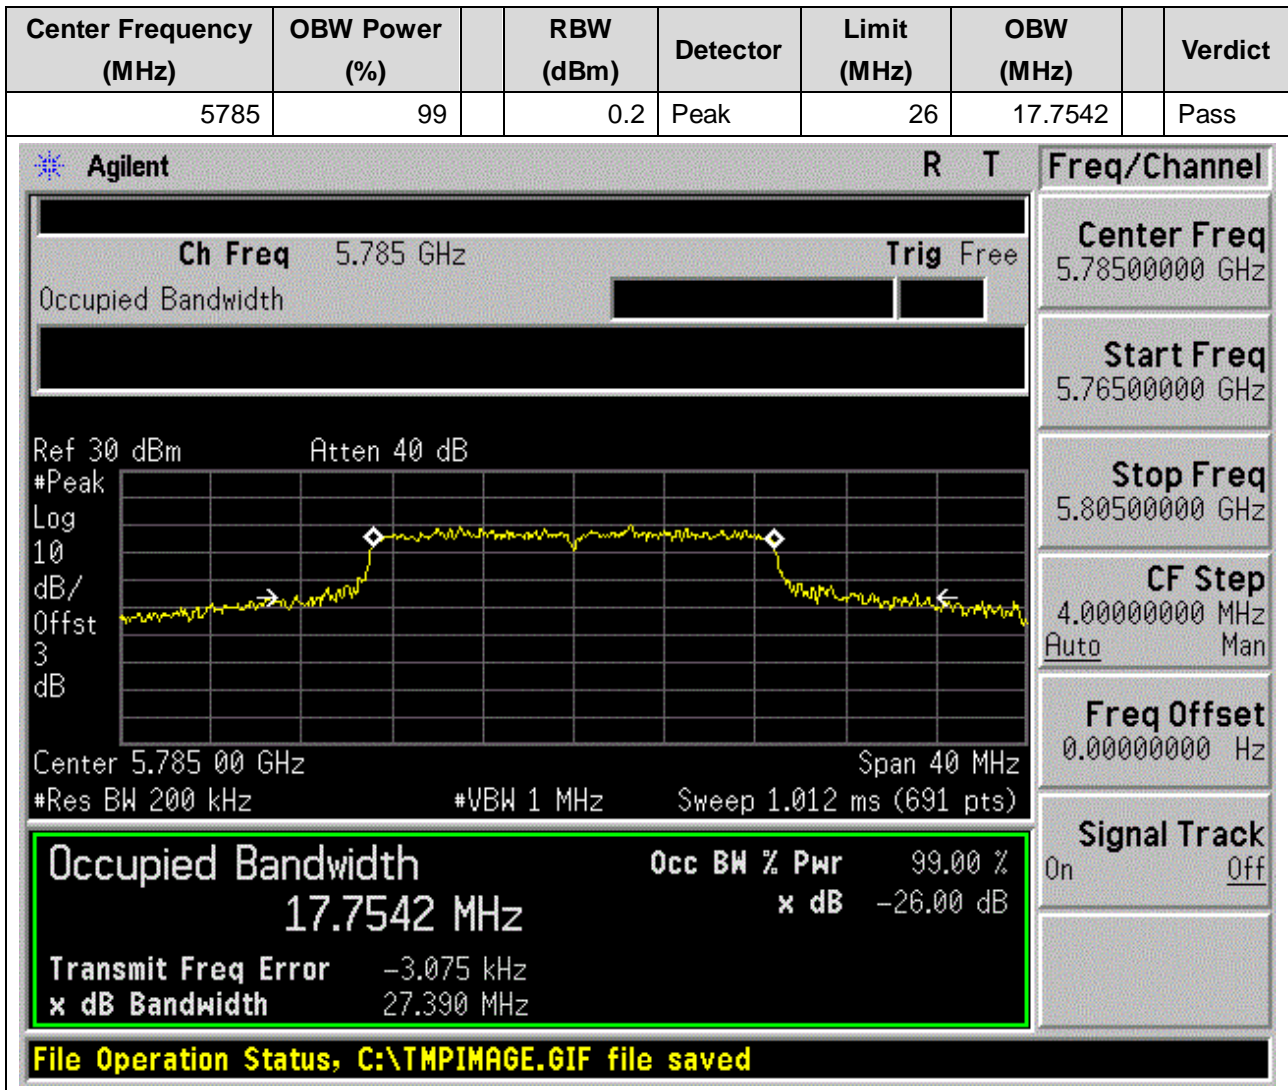 Center Frequency (MHz) OBW Power (%) RBW (dBm) Detector Limit (MHz) OBW (MHz) Verdict
5785 99 0.2 Peak 26 17.7542 Pass
Agilent R T Freq/Channel
Ch Freq 5.785 GHz Trig Free
Occupied Bandwidth
Center Freq
5.78500000 GHz
Start Freq
5.76500000 GHz
Stop Freq
5.80500000 GHz
CF Step
4.00000000 MHz
Auto Man
Freq Offset
0.00000000 Hz
Signal Track
On Off
Ref 30 dBm Atten 40 dB
#Peak
Log
10
dB/
Offst
3
dB
Center 5.785 00 GHz Span 40 MHz
#Res BW 200 kHz #VBW 1 MHz Sweep 1.012 ms (691 pts)
Occupied Bandwidth
17.7542 MHz
Occ BW % Pwr 99.00 %
x dB -26.00 dB
Transmit Freq Error -3.075 kHz
x dB Bandwidth 27.390 MHz
File Operation Status, C:\TMPIMAGE.GIF file saved